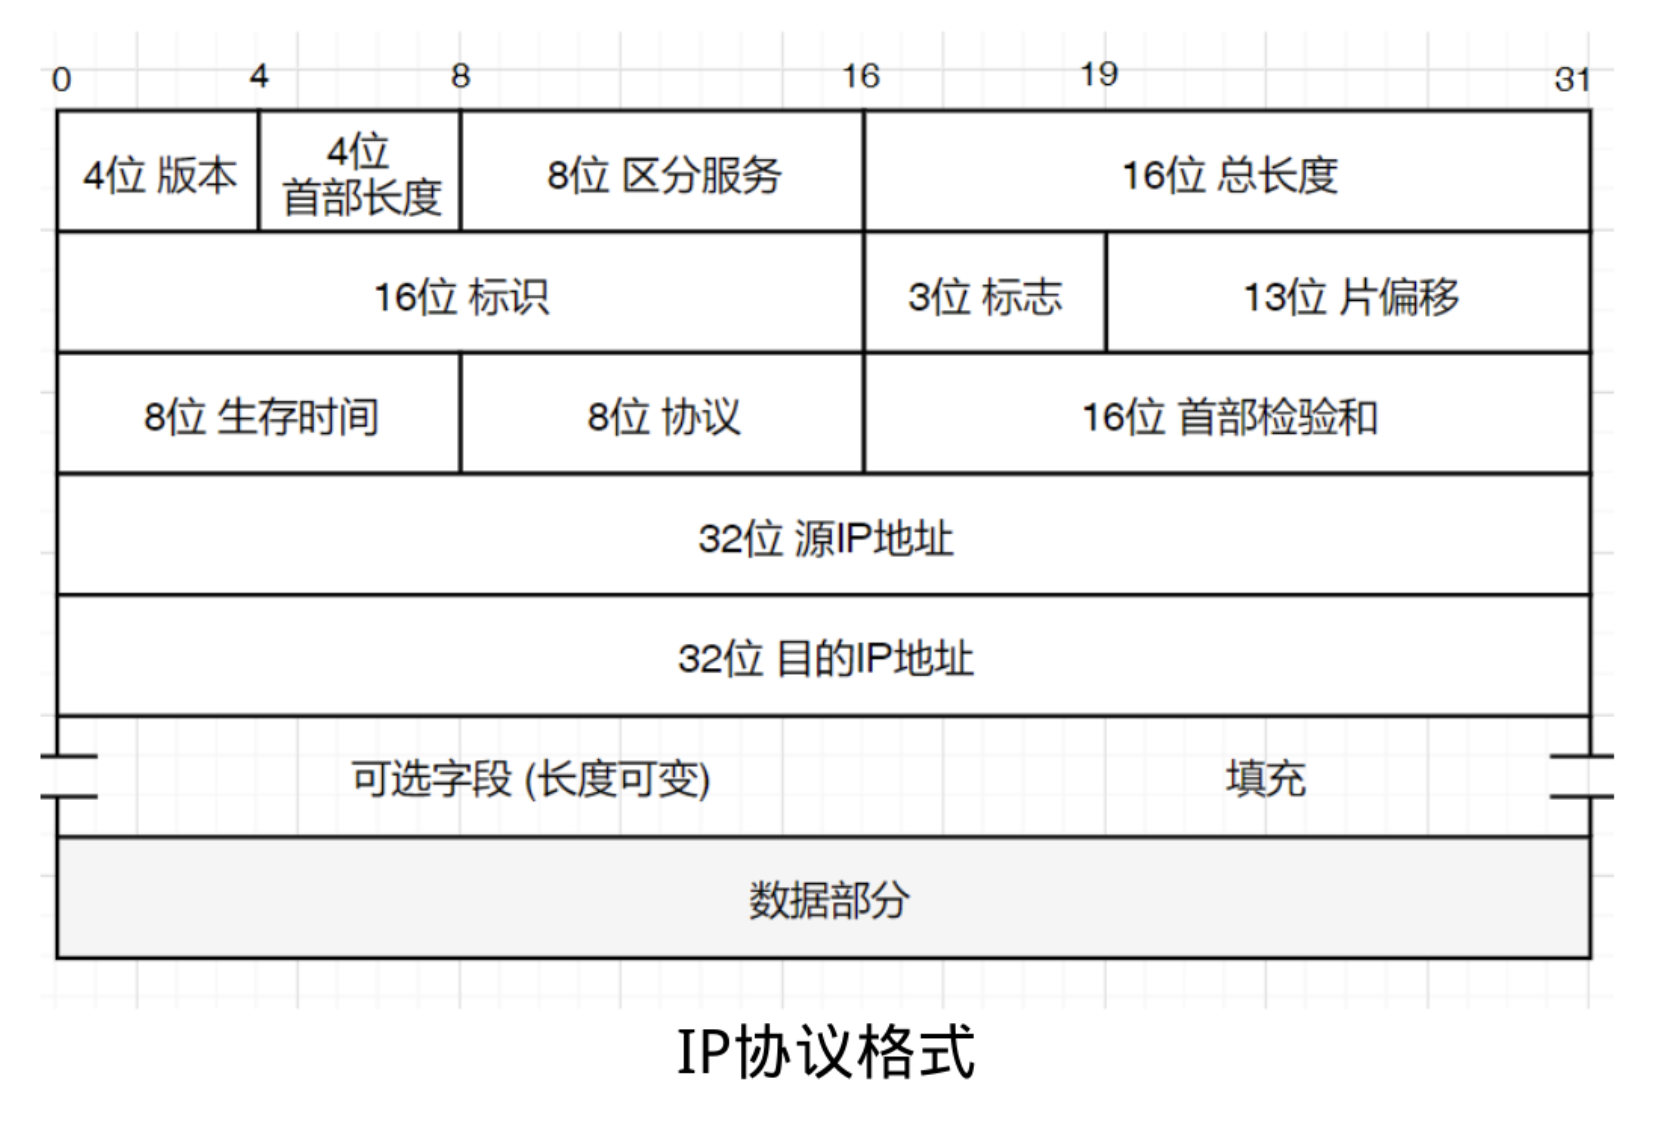 0 4 8 16 19 31
4位 版本
4位
首部长度
8位 区分服务
16位 总长度
16位 标识
3位 标志
13位 片偏移
8位 生存时间
8位 协议
16位 首部检验和
32位 源IP地址
32位 目的IP地址
可选字段 (长度可变)
填充
数据部分
IP协议格式